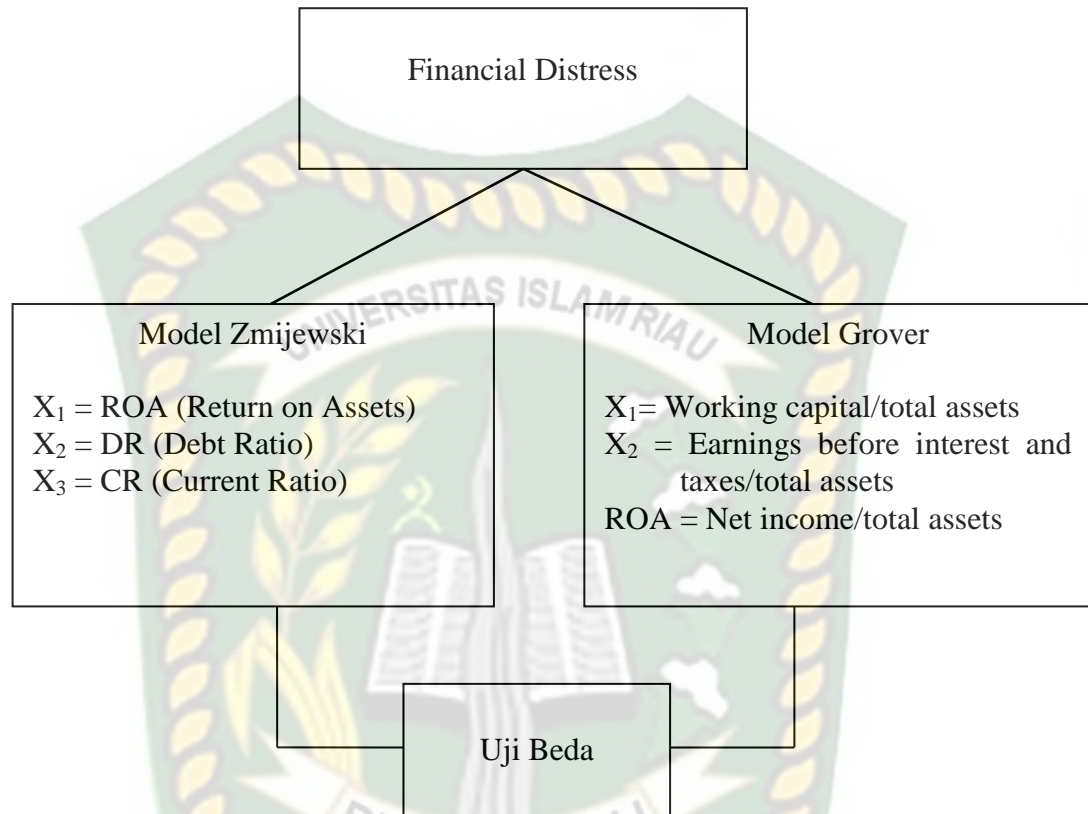 Financial Distress
UNIVERSITAS ISLAM RIAU
Model Zmijewski
X₁ = ROA (Return on Assets)
X₂ = DR (Debt Ratio)
X₃ = CR (Current Ratio)
Model Grover
X₁= Working capital/total assets
X₂ = Earnings before interest and
taxes/total assets
ROA = Net income/total assets
Uji Beda